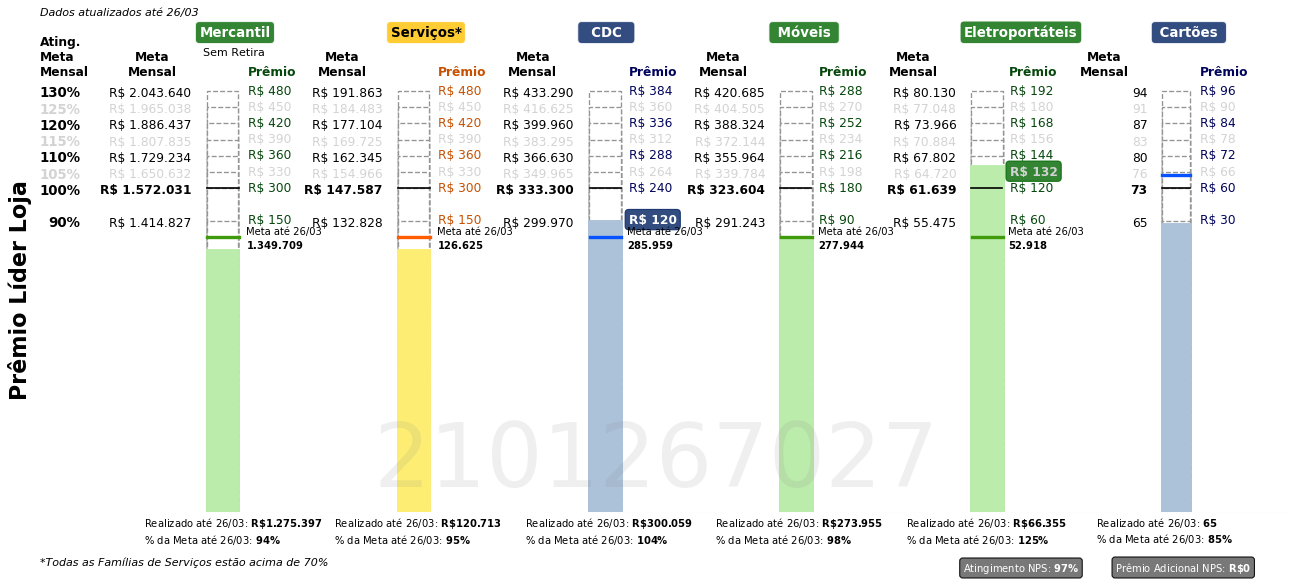 Dados atualizados até 26/03
Mercantil Serviços* CDC Móveis Eletroportáteis Cartões
Sem Retira
Ating. Meta Mensal
Meta Mensal Prêmio Meta Mensal Prêmio Meta Mensal Prêmio Meta Mensal Prêmio Meta Mensal Prêmio Meta Mensal Prêmio
130% R$ 2.043.640 R$ 480 R$ 191.863 R$ 480 R$ 433.290 R$ 384 R$ 420.685 R$ 288 R$ 80.130 R$ 192 94 R$ 96
125% R$ 1.965.038 R$ 450 R$ 184.483 R$ 450 R$ 416.625 R$ 360 R$ 404.505 R$ 270 R$ 77.048 R$ 180 91 R$ 90
120% R$ 1.886.437 R$ 420 R$ 177.104 R$ 420 R$ 399.960 R$ 336 R$ 388.324 R$ 252 R$ 73.966 R$ 168 87 R$ 84
115% R$ 1.807.835 R$ 390 R$ 169.725 R$ 390 R$ 383.295 R$ 312 R$ 372.144 R$ 234 R$ 70.884 R$ 156 83 R$ 78
110% R$ 1.729.234 R$ 360 R$ 162.345 R$ 360 R$ 366.630 R$ 288 R$ 355.964 R$ 216 R$ 67.802 R$ 144 80 R$ 72
105% R$ 1.650.632 R$ 330 R$ 154.966 R$ 330 R$ 349.965 R$ 264 R$ 339.784 R$ 198 R$ 64.720 R$ 132 76 R$ 66
100% R$ 1.572.031 R$ 300 R$ 147.587 R$ 300 R$ 333.300 R$ 240 R$ 323.604 R$ 180 R$ 61.639 R$ 120 73 R$ 60
90% R$ 1.414.827 R$ 150 R$ 132.828 R$ 150 R$ 299.970 R$ 120 R$ 291.243 R$ 90 R$ 55.475 R$ 60 65 R$ 30
Meta até 26/03 Meta até 26/03 Meta até 26/03 Meta até 26/03 Meta até 26/03
1.349.709 126.625 285.959 277.944 52.918
Prêmio Líder Loja
2101267027
Realizado até 26/03: R$1.275.397 Realizado até 26/03: R$120.713 Realizado até 26/03: R$300.059 Realizado até 26/03: R$273.955 Realizado até 26/03: R$66.355 Realizado até 26/03: 65
% da Meta até 26/03: 94% % da Meta até 26/03: 95% % da Meta até 26/03: 104% % da Meta até 26/03: 98% % da Meta até 26/03: 125% % da Meta até 26/03: 85%
*Todas as Famílias de Serviços estão acima de 70%
Atingimento NPS: 97% Prêmio Adicional NPS: R$0